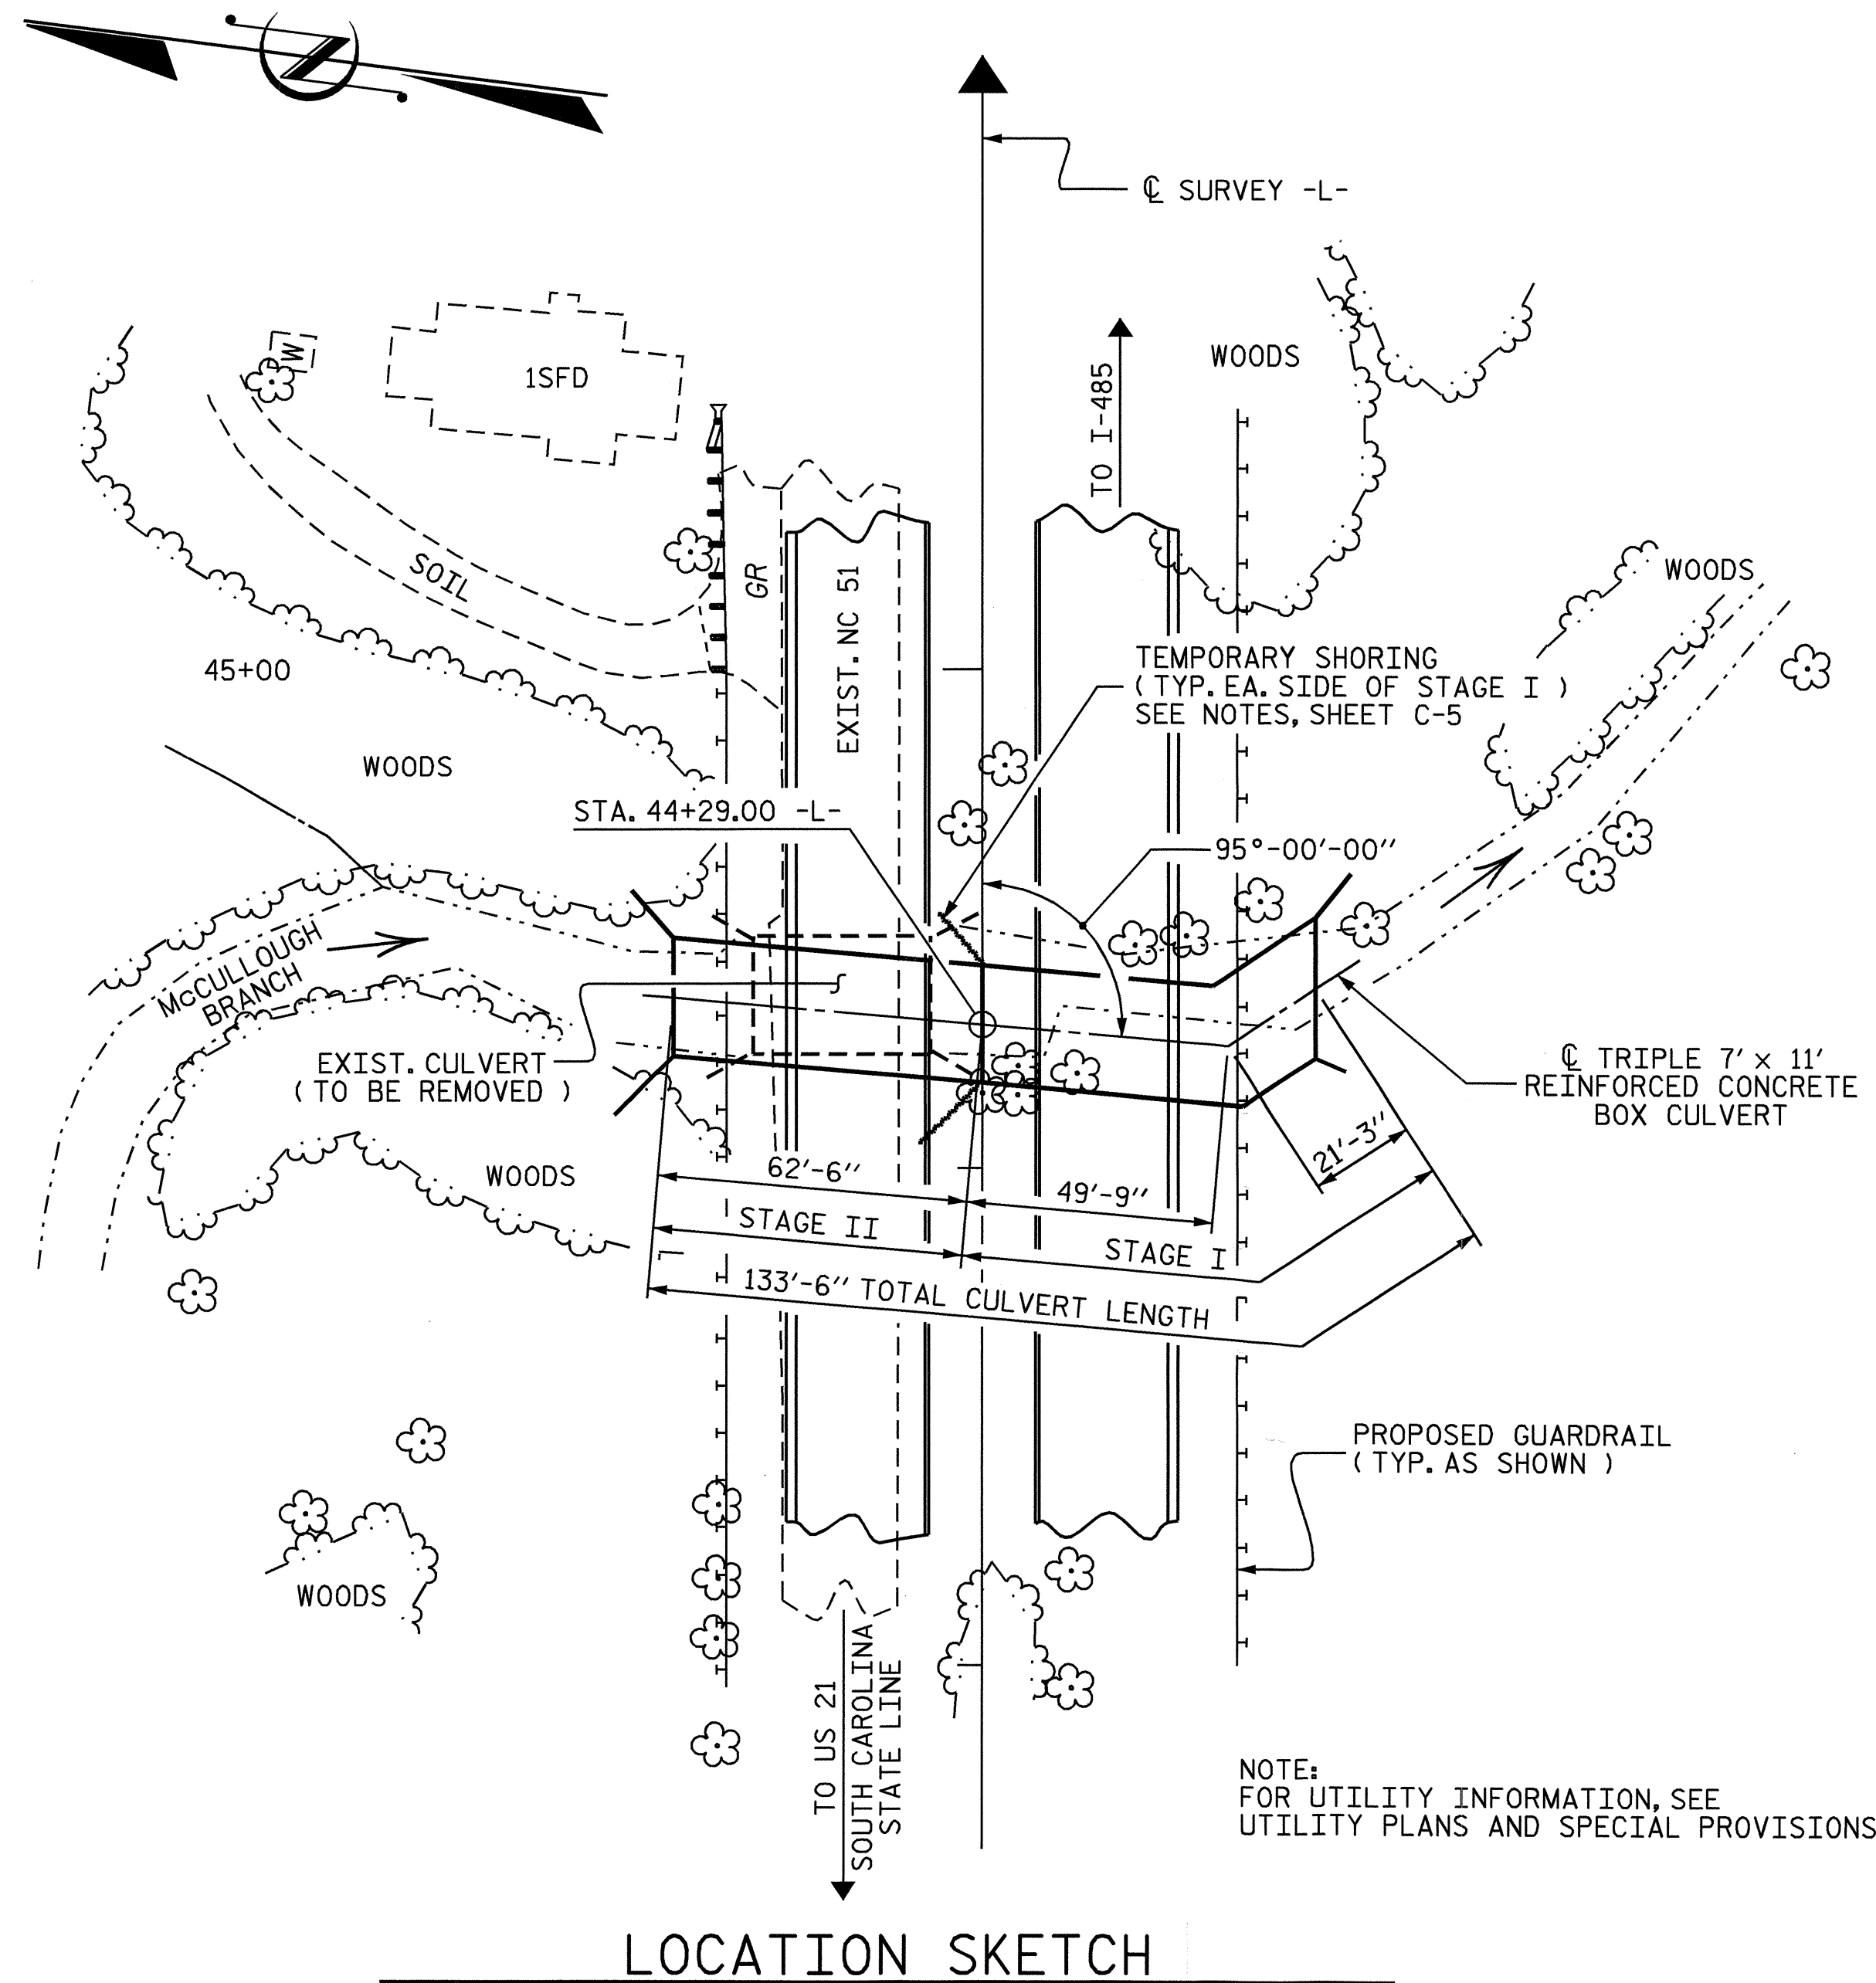 Z
℄ SURVEY -L-
W
1SFD
TO I-485
WOODS
SOIL
GR
EXIST. NC 51
WOODS
45+00
TEMPORARY SHORING
( TYP. EA. SIDE OF STAGE I )
SEE NOTES, SHEET C-5
WOODS
STA. 44+29.00 -L-
95°-00'-00"
McCULLOUGH
BRANCH
EXIST. CULVERT
( TO BE REMOVED )
℄ TRIPLE 7' x 11'
REINFORCED CONCRETE
BOX CULVERT
WOODS
62'-6"
49'-9"
21'-3"
STAGE II
STAGE I
133'-6" TOTAL CULVERT LENGTH
PROPOSED GUARDRAIL
( TYP. AS SHOWN )
WOODS
TO US 21
SOUTH CAROLINA
STATE LINE
NOTE:
FOR UTILITY INFORMATION, SEE
UTILITY PLANS AND SPECIAL PROVISIONS
LOCATION SKETCH